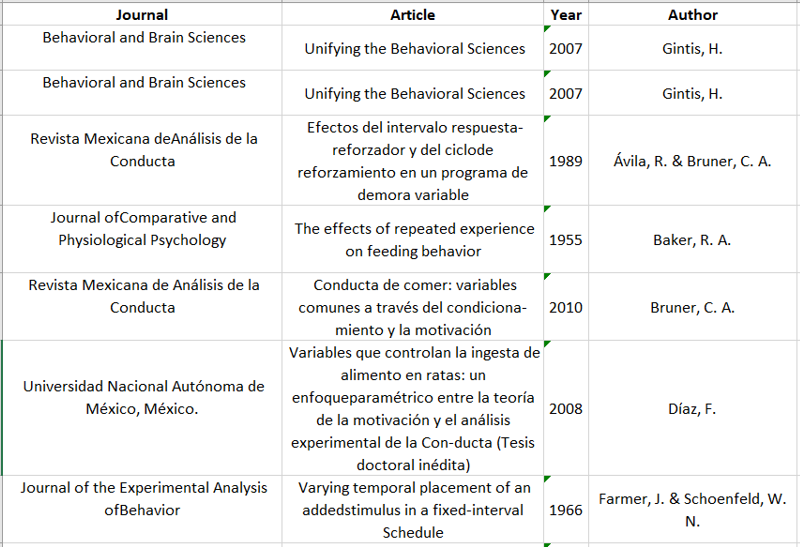 Journal Article Year Author
Behavioral and Brain Sciences Unifying the Behavioral Sciences 2007 Gintis, H.
Behavioral and Brain Sciences Unifying the Behavioral Sciences 2007 Gintis, H.
Revista Mexicana deAnálisis de la
Conducta
Efectos del intervalo respuesta-
reforzador y del ciclode
reforzamiento en un programa de
demora variable
1989
Ávila, R. & Bruner, C. A.
Journal ofComparative and
Physiological Psychology
The effects of repeated experience
on feeding behavior
1955
Baker, R. A.
Revista Mexicana de Análisis de la
Conducta
Conducta de comer: variables
comunes a través del condiciona-
miento y la motivación
2010
Bruner, C. A.
Universidad Nacional Autónoma de
México, México.
Variables que controlan la ingesta de
alimento en ratas: un
enfoqueparamétrico entre la teoría
de la motivación y el análisis
experimental de la Con-ducta (Tesis
doctoral inédita)
2008
Díaz, F.
Journal of the Experimental Analysis
ofBehavior
Varying temporal placement of an
addedstimulus in a fixed-interval
Schedule
1966
Farmer, J. & Schoenfeld, W.
N.